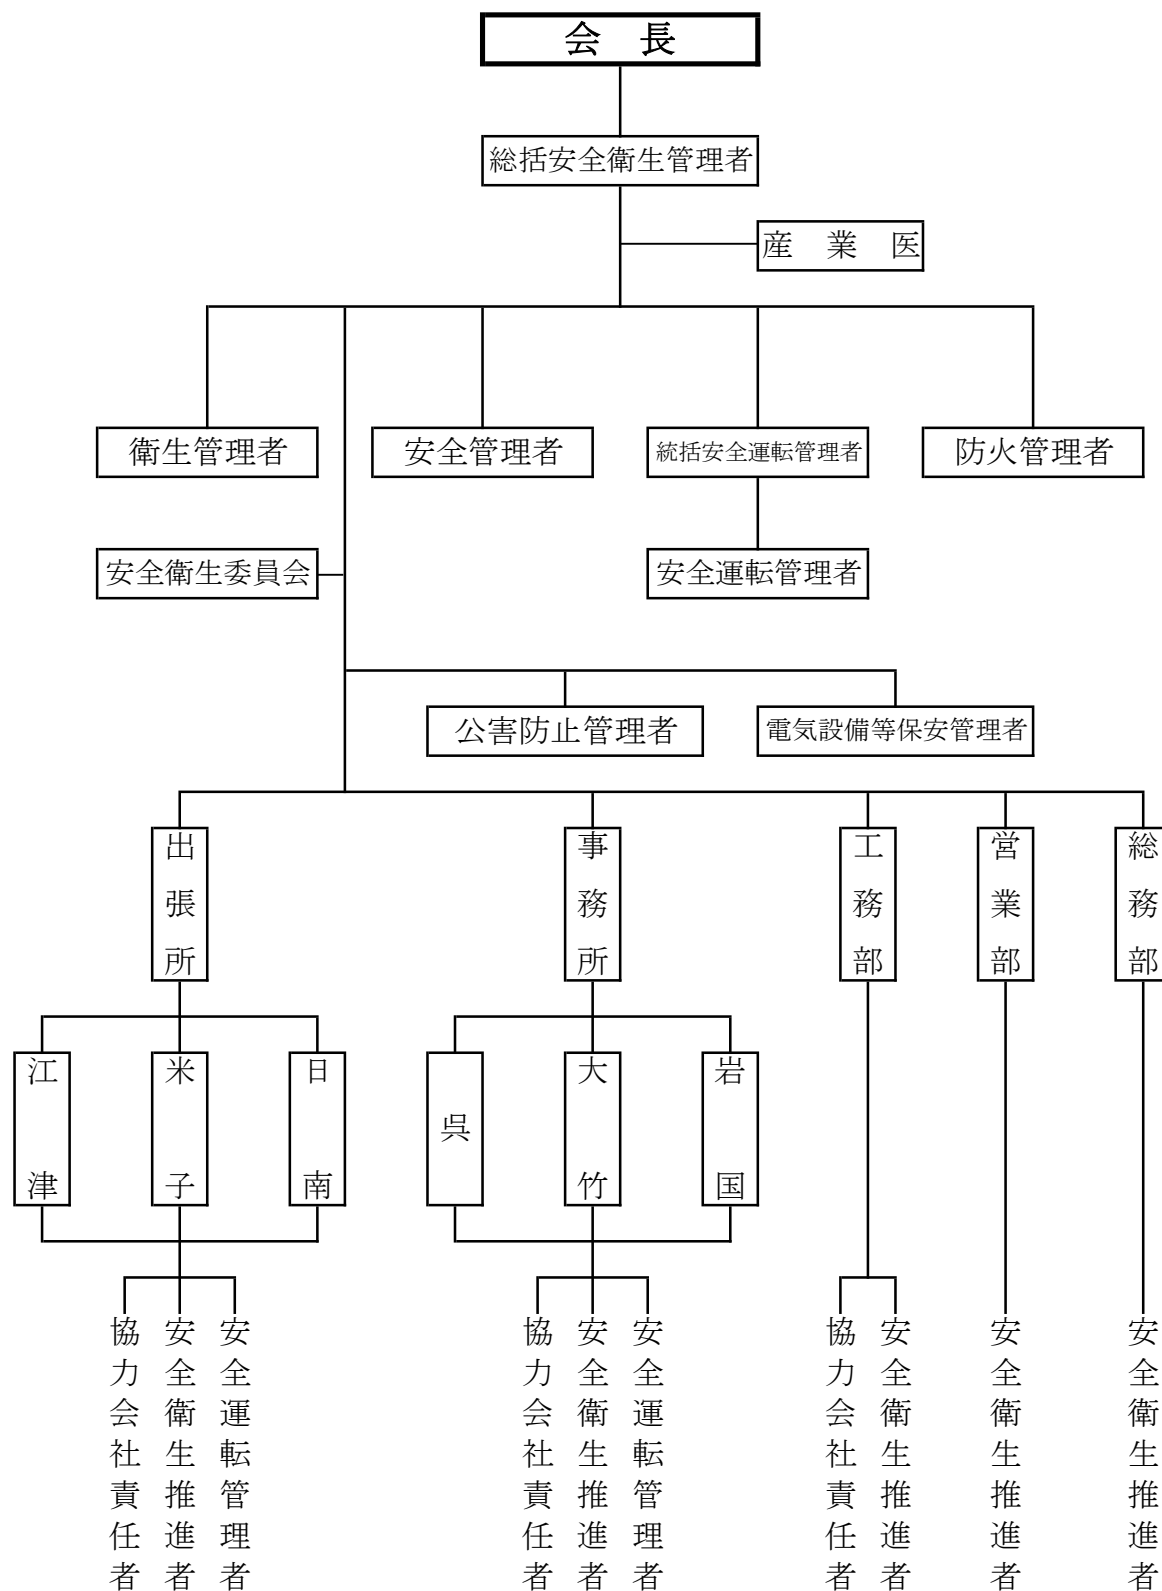 会　長
総括安全衛生管理者
産　業　医
衛生管理者
安全管理者
統括安全運転管理者
防火管理者
安全衛生委員会
安全運転管理者
公害防止管理者
電気設備等保安管理者
出張所
事務所
工務部
営業部
総務部
江津
米子
日南
呉
大竹
岩国
協力会社責任者
安全衛生推進者
安全運転管理者
協力会社責任者
安全衛生推進者
安全運転管理者
協力会社責任者
安全衛生推進者
安全衛生推進者
安全衛生推進者